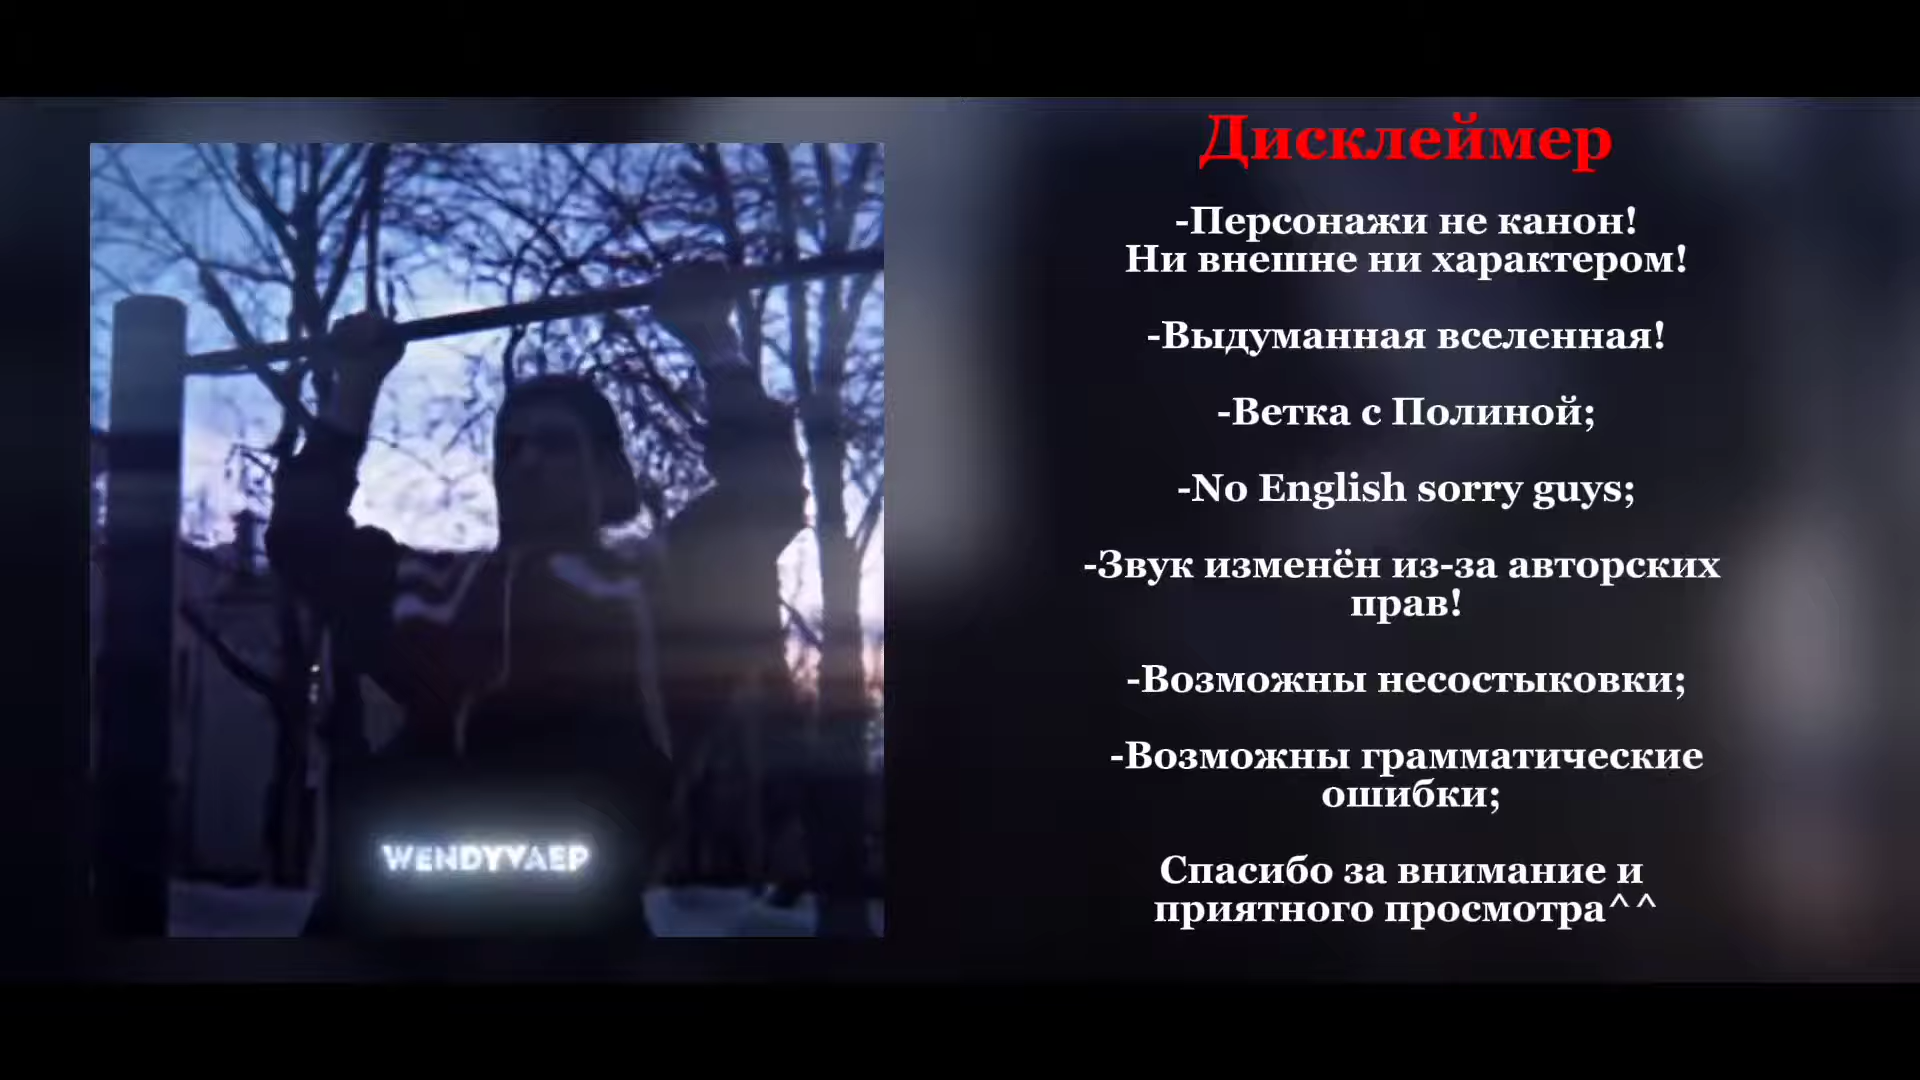 Дисклеймер
-Персонажи не канон!
Ни внешне ни характером!
-Выдуманная вселенная!
-Ветка с Полиной;
-No English sorry guys;
-Звук изменён из-за авторских
прав!
-Возможны несостыковки;
-Возможны грамматические
ошибки;
Спасибо за внимание и
приятного просмотра^^
WENDYVAEP